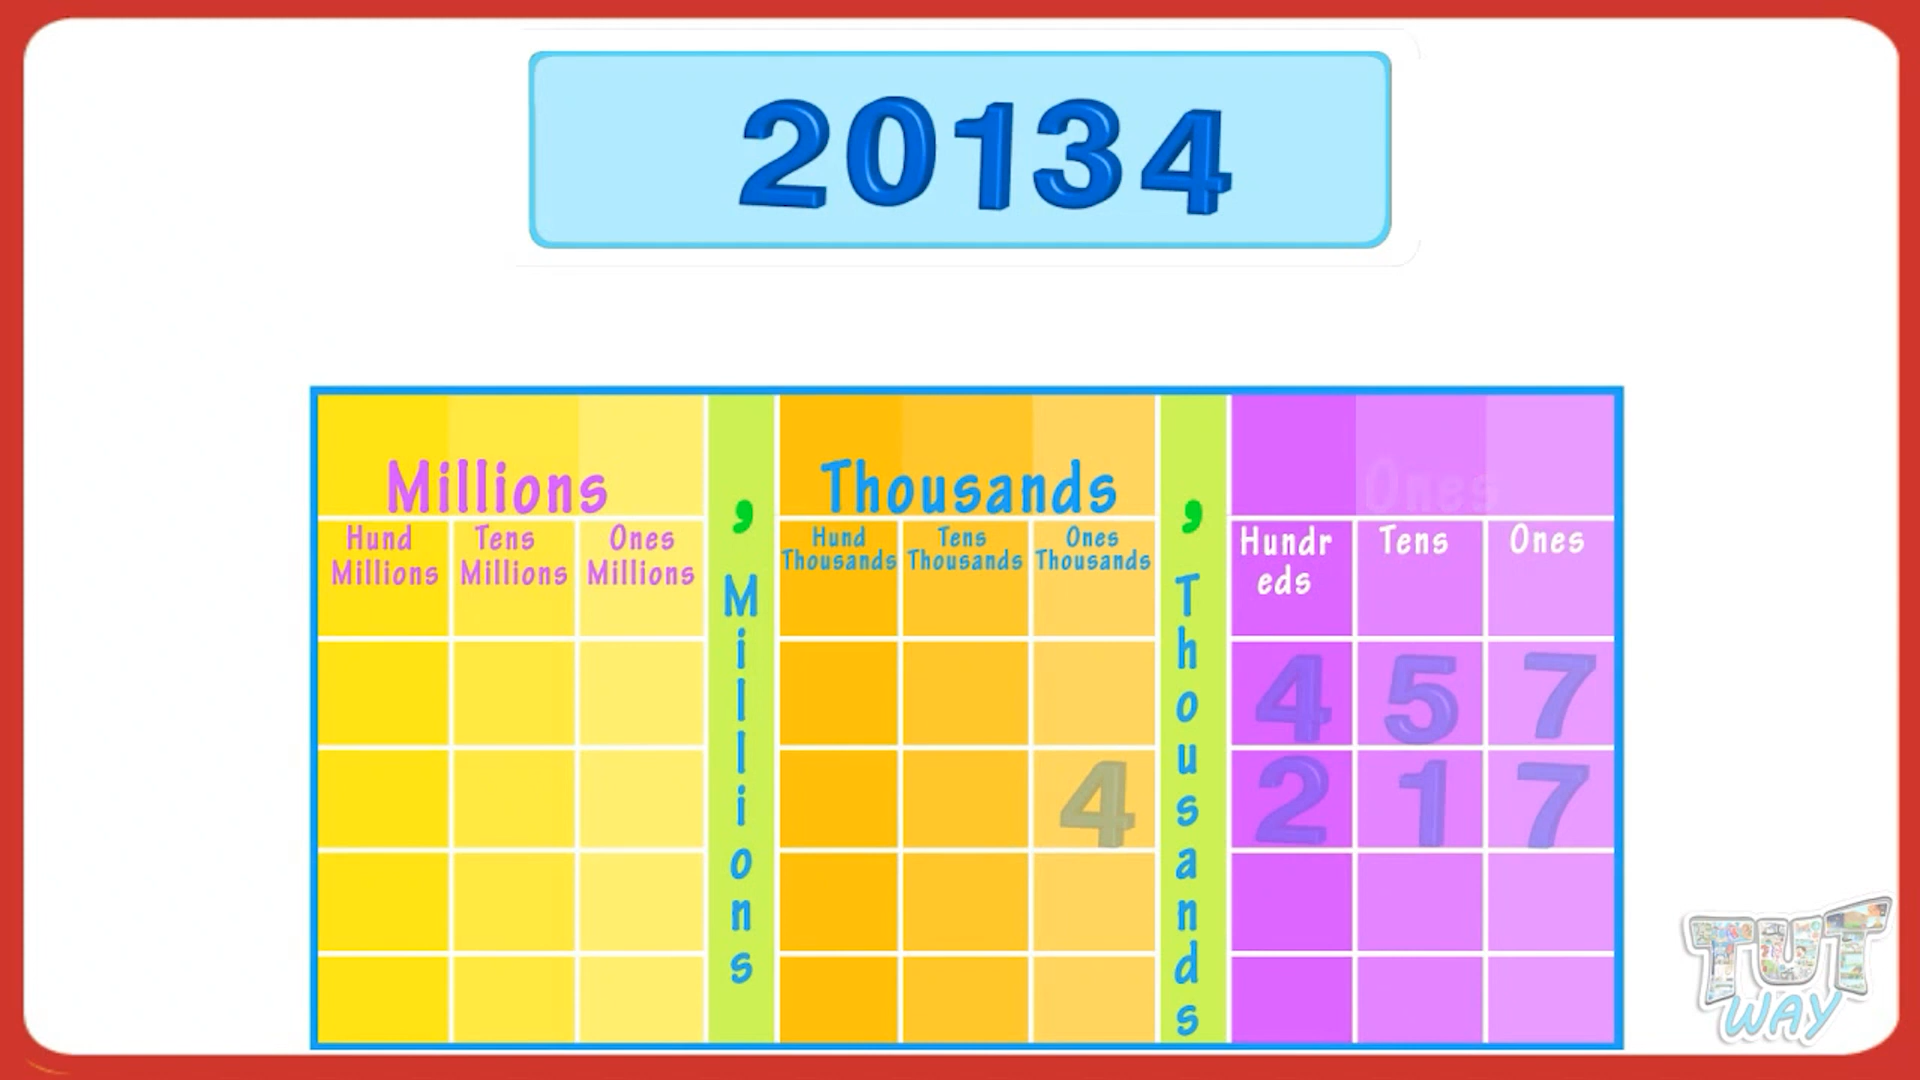 20134
Millions
Thousands
Ones
Hund Millions
Tens Millions
Ones Millions
, Millions
Hund Thousands
Tens Thousands
Ones Thousands
, Thousands
Hundr
eds
Tens
Ones
4 5 7
4 2 1 7
TUT
WAY